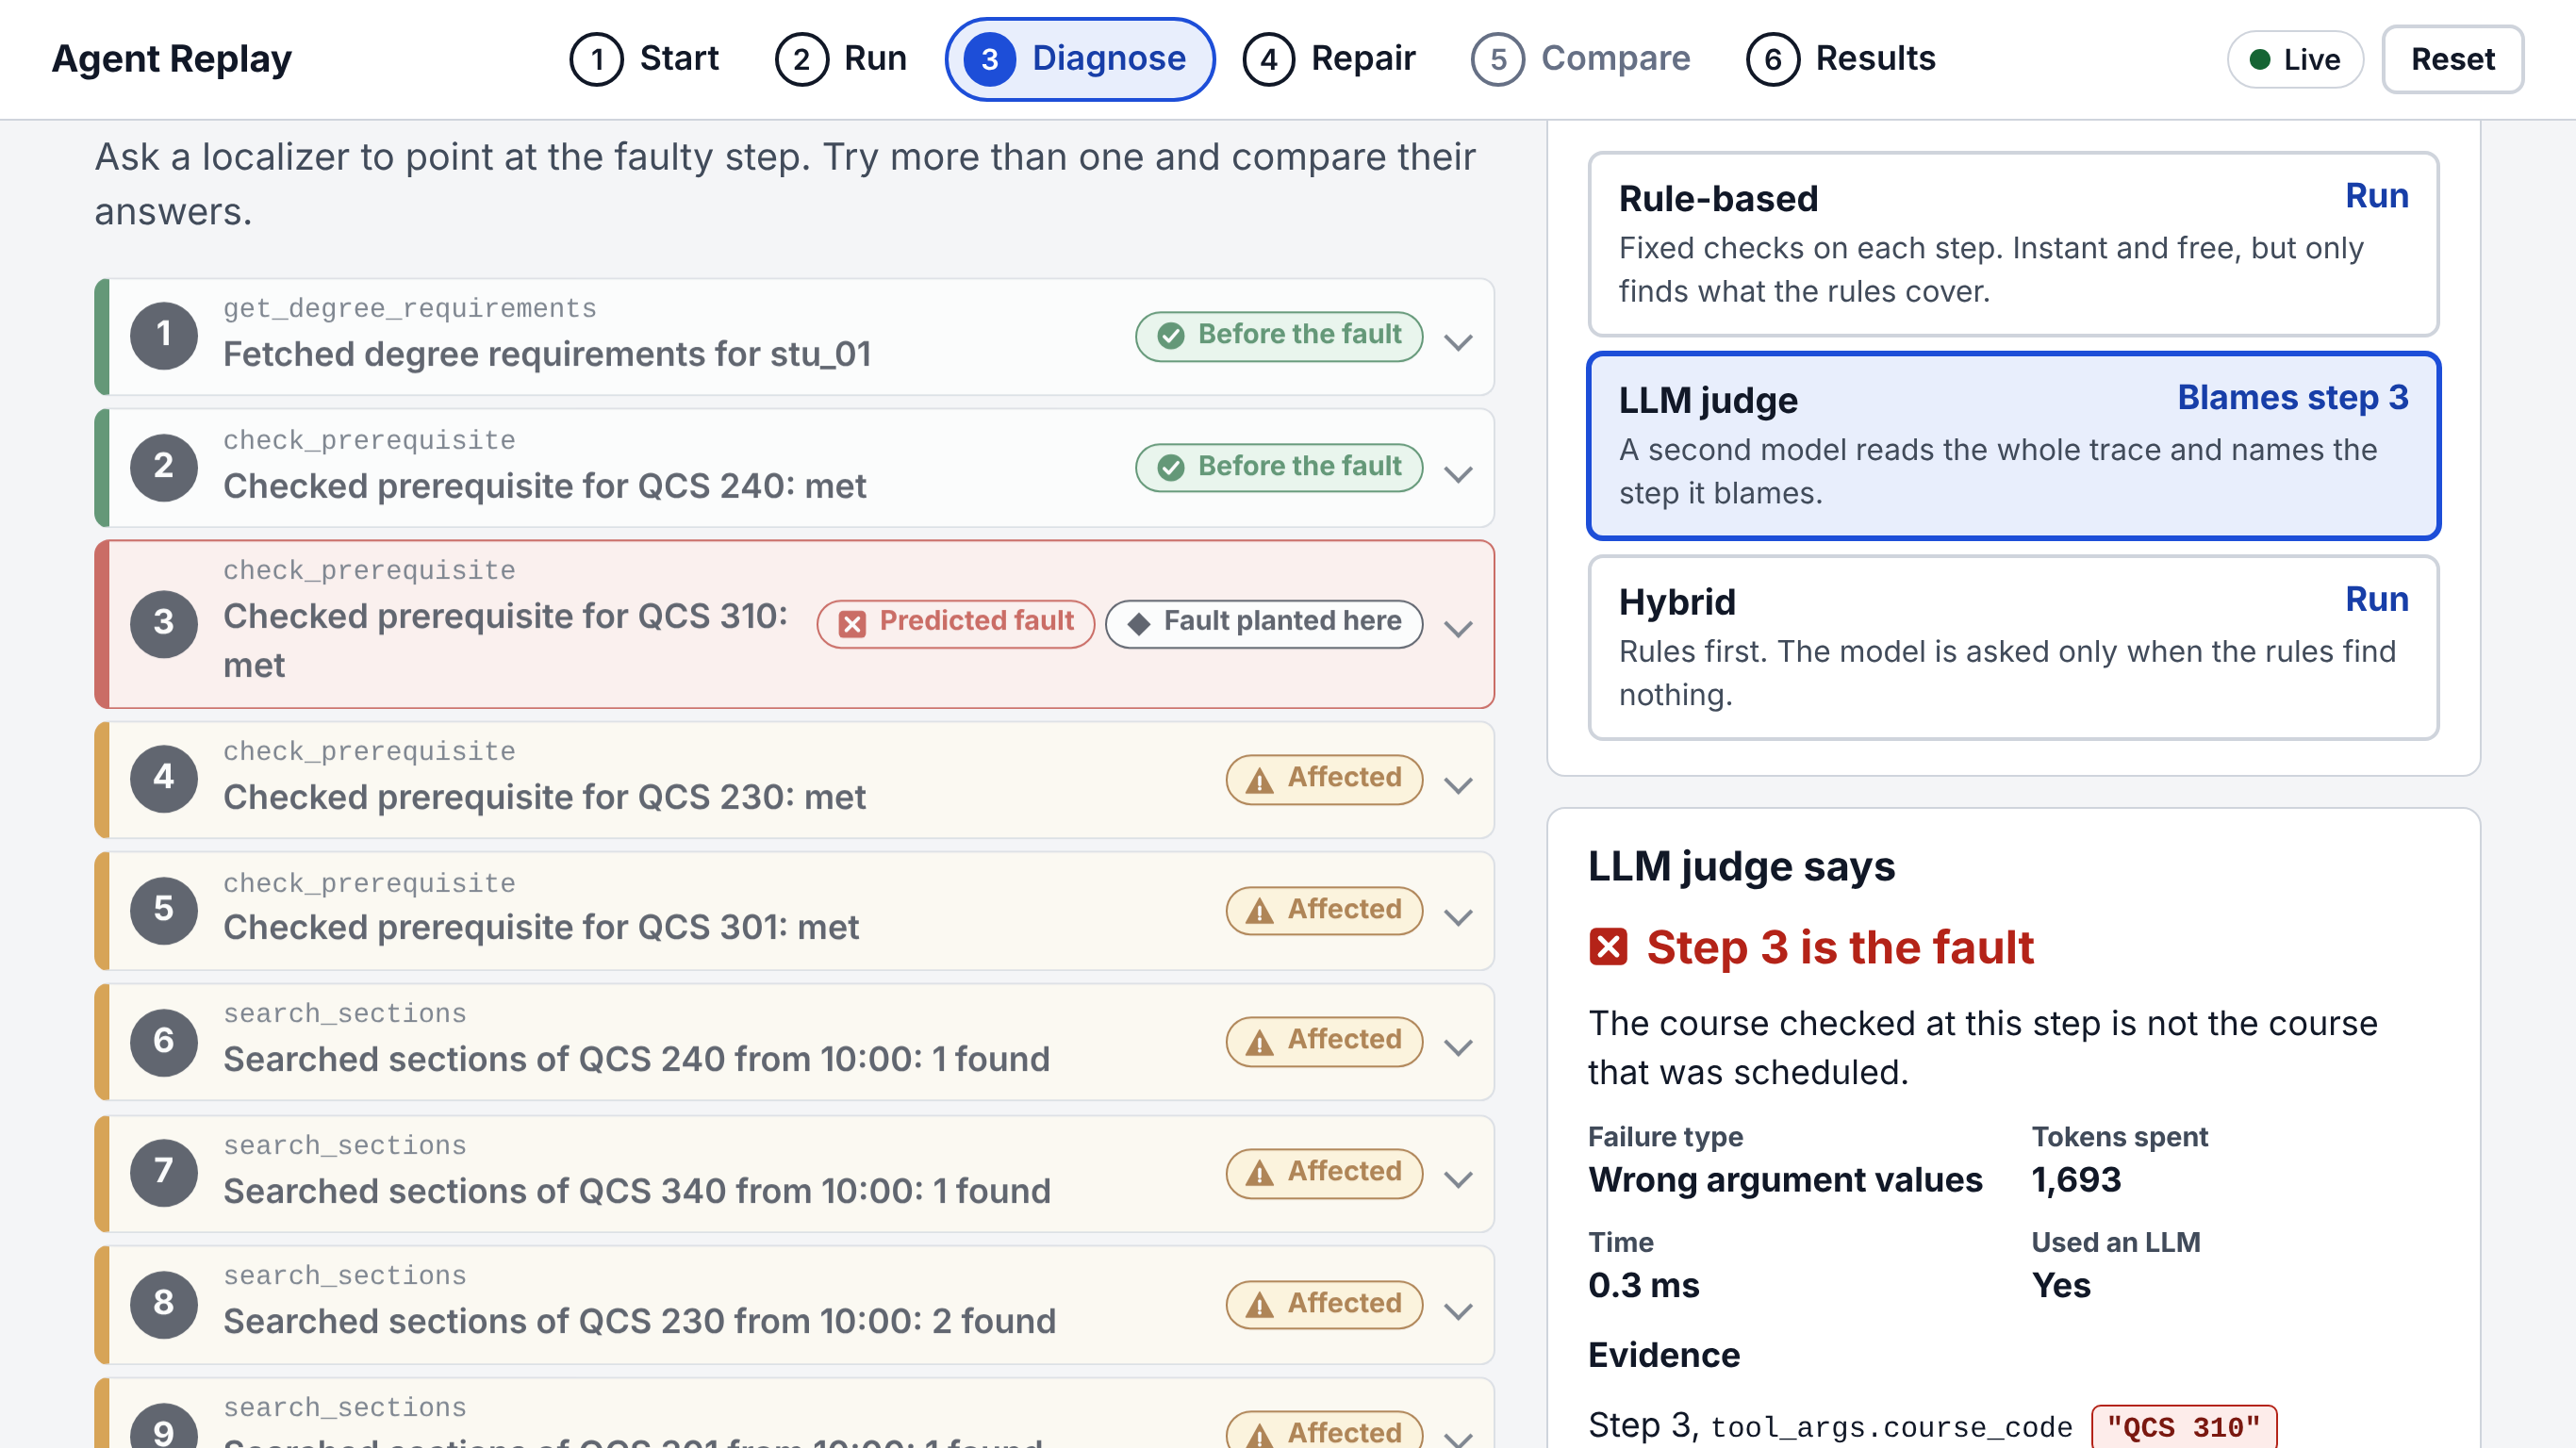 Agent Replay
1 Start
2 Run
3 Diagnose
4 Repair
5 Compare
6 Results
Live
Reset
Ask a localizer to point at the faulty step. Try more than one and compare their
answers.
1
get_degree_requirements
Fetched degree requirements for stu_01
Before the fault
2
check_prerequisite
Checked prerequisite for QCS 240: met
Before the fault
3
check_prerequisite
Checked prerequisite for QCS 310:
met
Predicted fault
Fault planted here
4
check_prerequisite
Checked prerequisite for QCS 230: met
Affected
5
check_prerequisite
Checked prerequisite for QCS 301: met
Affected
6
search_sections
Searched sections of QCS 240 from 10:00: 1 found
Affected
7
search_sections
Searched sections of QCS 340 from 10:00: 1 found
Affected
8
search_sections
Searched sections of QCS 230 from 10:00: 2 found
Affected
9
search_sections
Searched sections of QCS 301 from 10:00: 1 found
Affected
Rule-based
Run
Fixed checks on each step. Instant and free, but only
finds what the rules cover.
LLM judge
Blames step 3
A second model reads the whole trace and names the
step it blames.
Hybrid
Run
Rules first. The model is asked only when the rules find
nothing.
LLM judge says
Step 3 is the fault
The course checked at this step is not the course
that was scheduled.
Failure type
Wrong argument values
Tokens spent
1,693
Time
0.3 ms
Used an LLM
Yes
Evidence
Step 3, tool_args.course_code "QCS 310"